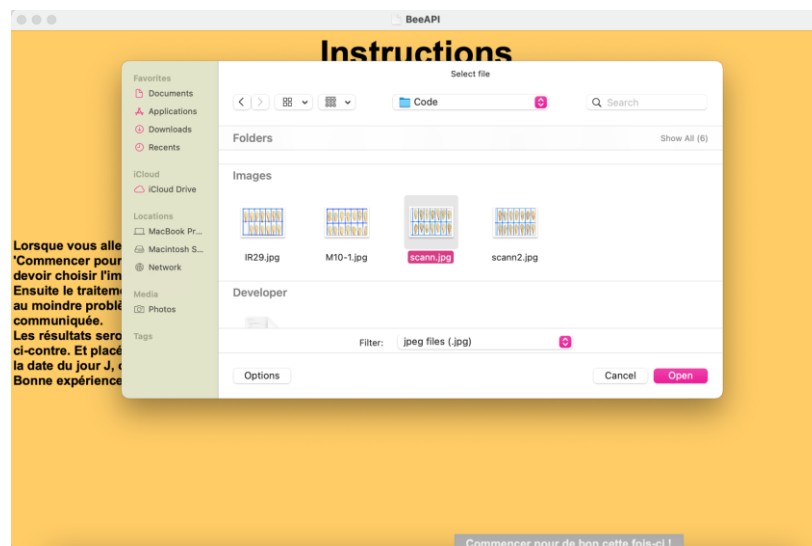 BeeAPI
Instructions
Select file
Favorites
Documents
Applications
Downloads
Recents
iCloud
iCloud Drive
Locations
MacBook Pr...
Macintosh S...
Network
Media
Photos
Tags
Code
Search
Folders
Show All (6)
Images
IR29.jpg
M10-1.jpg
scann.jpg
scann2.jpg
Developer
Filter:
jpeg files (.jpg)
Options
Cancel
Open
Lorsque vous alle
'Commencer pour
devoir choisir l'im
Ensuite le traiteme
au moindre problè
communiquée.
Les résultats sero
ci-contre. Et placé
la date du jour J,
Bonne expérience
Commencer pour de bon cette fois-ci !